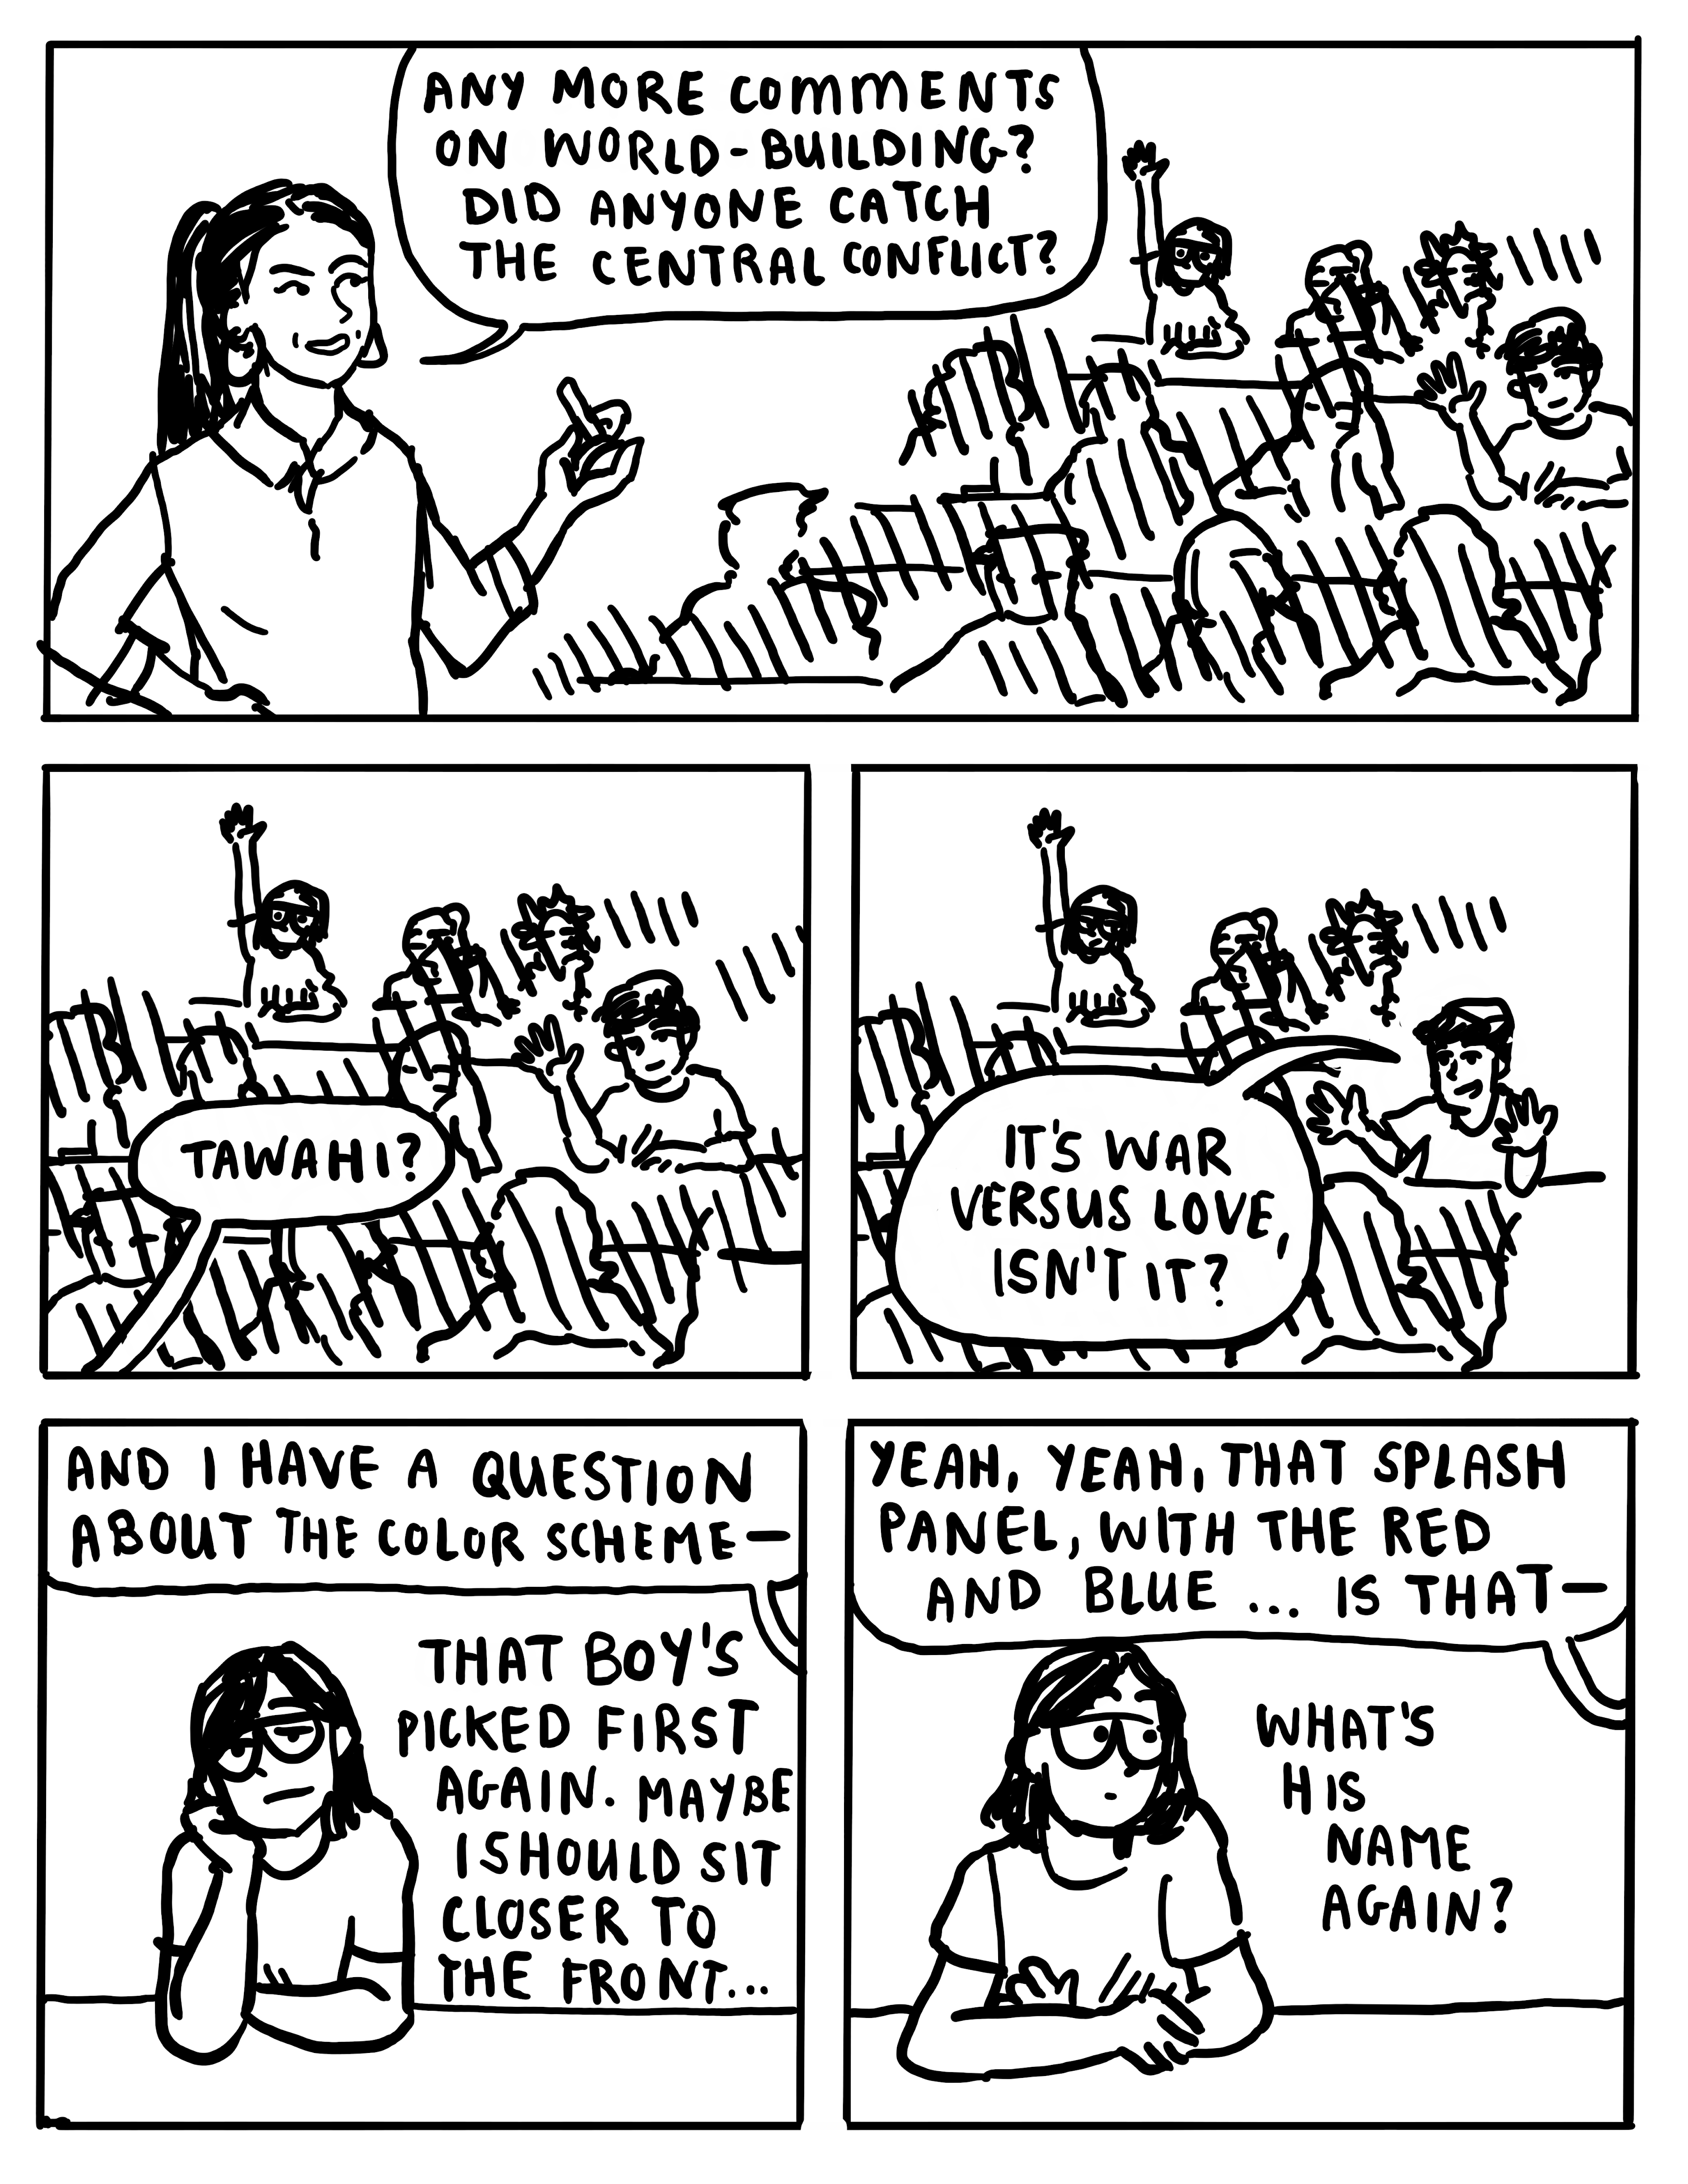 ANY MORE COMMENTS
ON WORLD-BUILDING?
DID ANYONE CATCH
THE CENTRAL CONFLICT?
TAWAHI?
IT'S WAR
VERSUS LOVE,
ISN'T IT?
AND I HAVE A QUESTION
ABOUT THE COLOR SCHEME—
THAT BOY'S
PICKED FIRST
AGAIN. MAYBE
I SHOULD SIT
CLOSER TO
THE FRONT...
YEAH, YEAH, THAT SPLASH
PANEL, WITH THE RED
AND BLUE ... IS THAT—
WHAT'S
HIS
NAME
AGAIN?